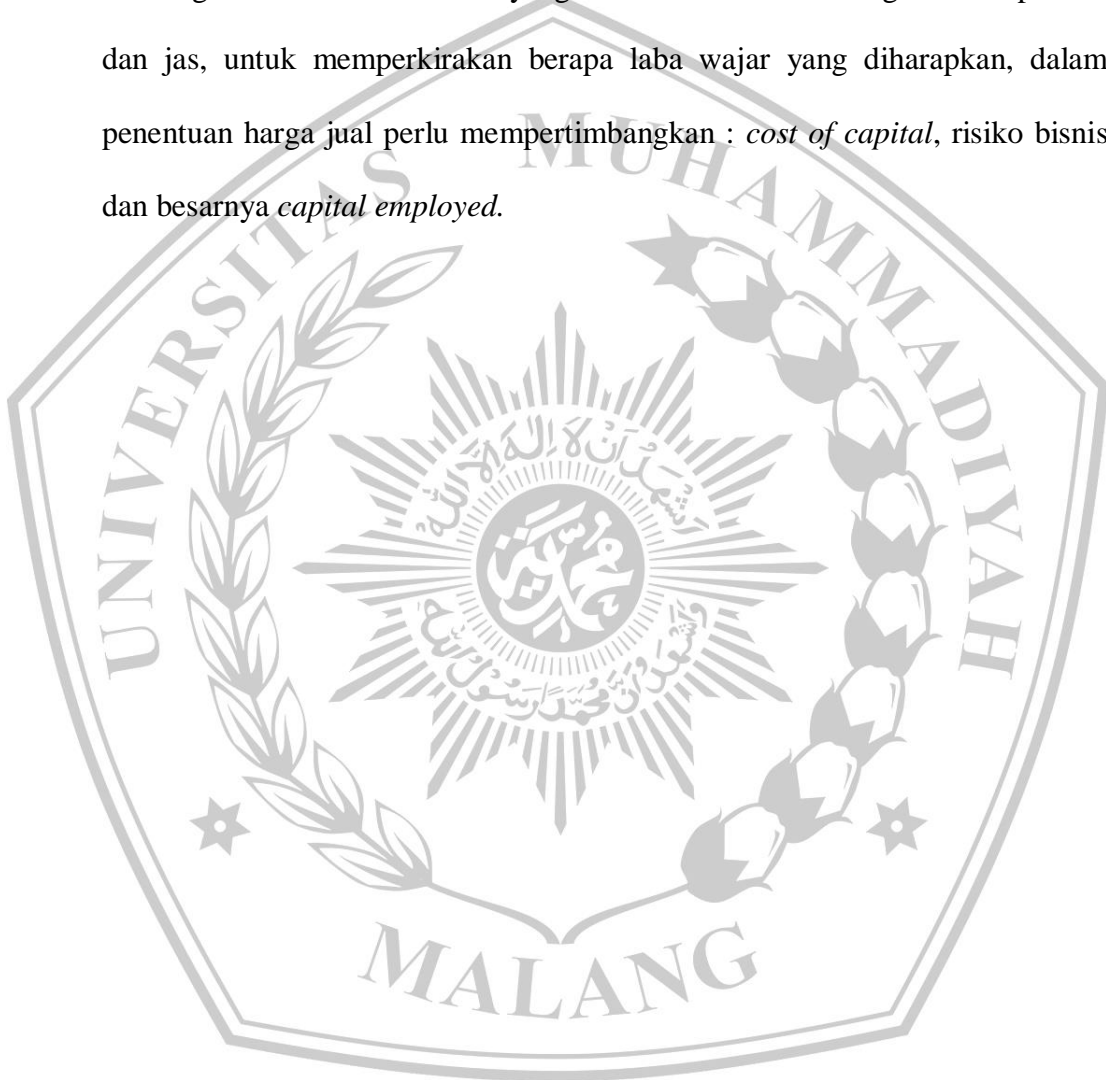 dan jas, untuk memperkirakan berapa laba wajar yang diharapkan, dalam
penentuan harga jual perlu mempertimbangkan : cost of capital, risiko bisnis
dan besarnya capital employed.
UNIVERSITAS MUHAMMADIYAH
MALANG